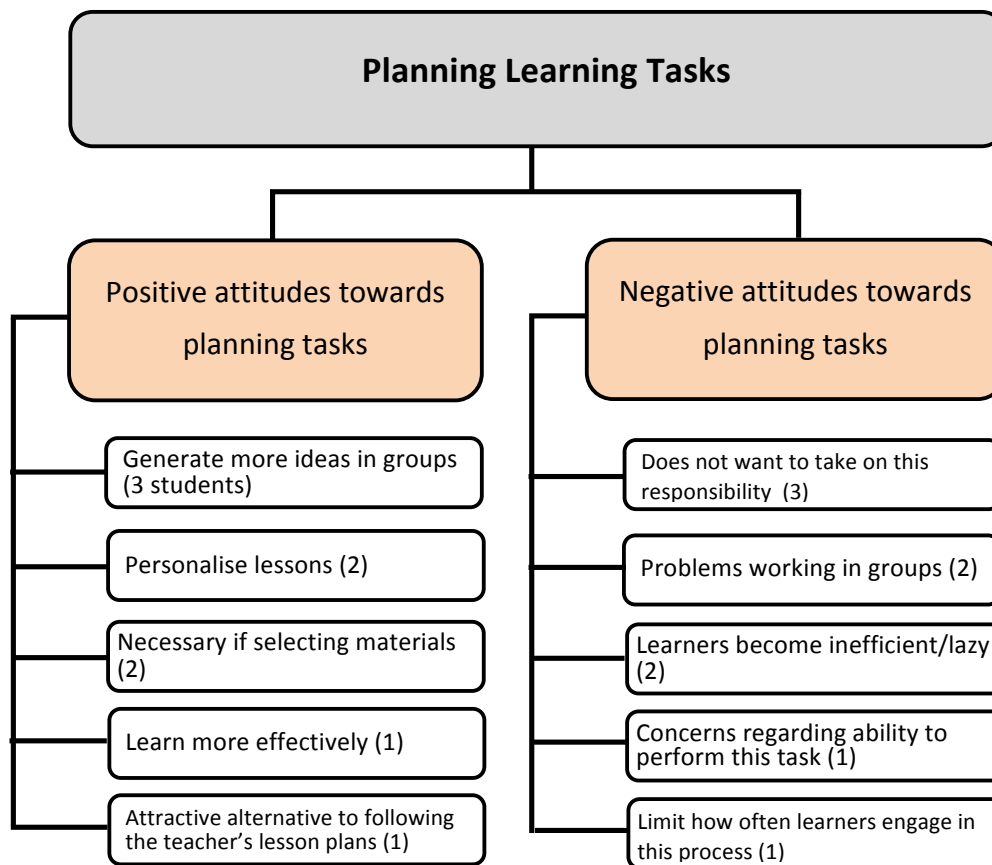 Planning Learning Tasks
Positive attitudes towards
planning tasks
Generate more ideas in groups
(3 students)
Personalise lessons (2)
Necessary if selecting materials
(2)
Learn more effectively (1)
Attractive alternative to following
the teacher’s lesson plans (1)
Negative attitudes towards
planning tasks
Does not want to take on this
responsibility (3)
Problems working in groups (2)
Learners become inefficient/lazy
(2)
Concerns regarding ability to
perform this task (1)
Limit how often learners engage in
this process (1)